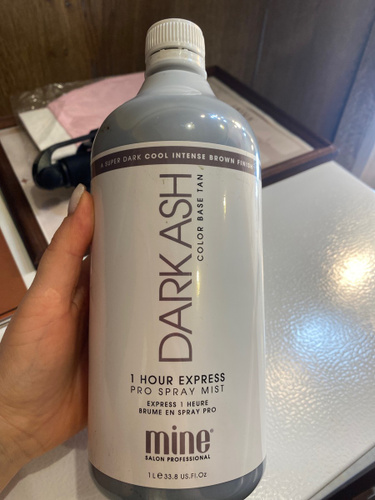 A SUPER DARK COOL INTENSE BROWN FINISH
DARK ASH
COLOR BASE TAN
1 HOUR EXPRESS
PRO SPRAY MIST
EXPRESS 1 HEURE
BRUME EN SPRAY PRO
mine®
SALON PROFESSIONAL
1 L℮33.8 US.Fl.Oz